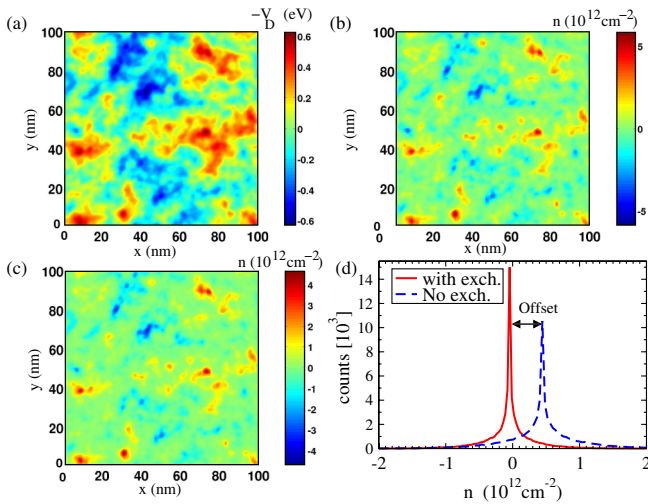 (a)
−V_D (eV)
100
80
60
40
20
0
y (nm)
0 20 40 60 80 100
x (nm)
0.6
0.4
0.2
0
-0.2
-0.4
-0.6
(b)
n (10^12 cm−2)
100
80
60
40
20
0
y (nm)
0 20 40 60 80 100
x (nm)
5
0
-5
(c)
n (10^12 cm−2)
100
80
60
40
20
0
y (nm)
0 20 40 60 80 100
x (nm)
4
3
2
1
0
-1
-2
-3
-4
(d)
with exch.
No exch.
Offset
15
12
9
6
3
0
counts [10^3]
-2 -1 0 1 2
n (10^12 cm−2)